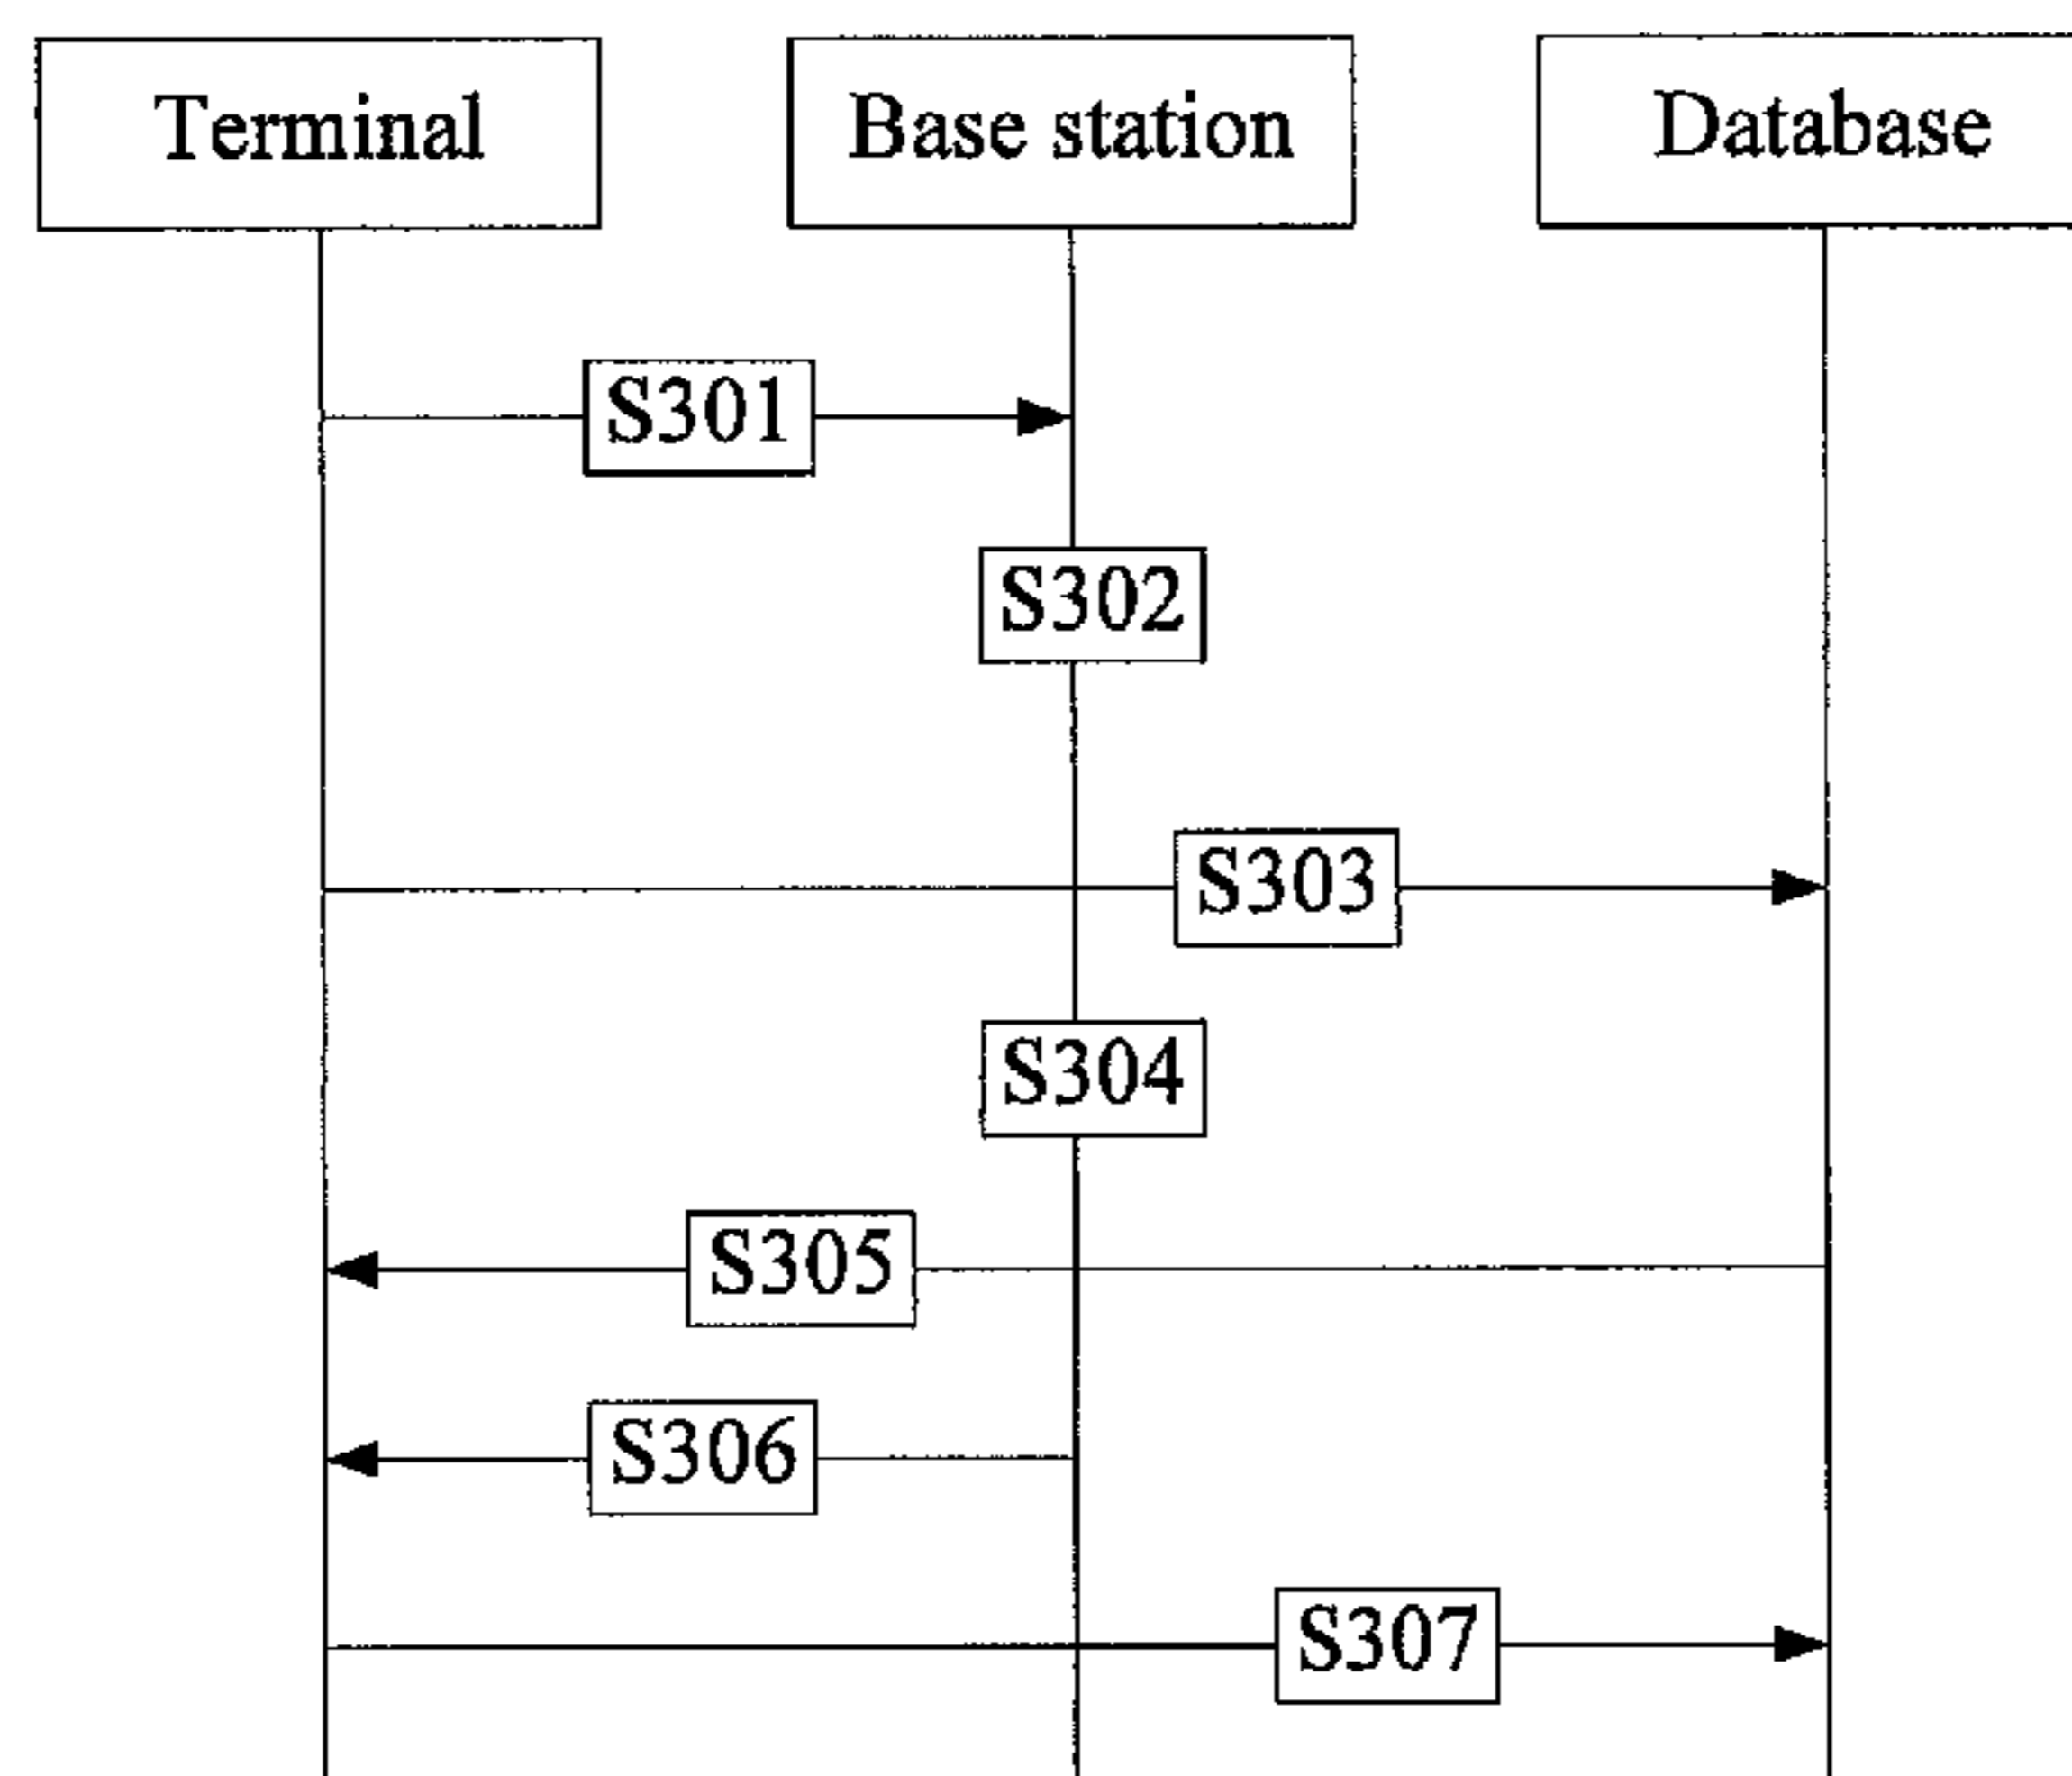 Terminal
Base station
Database
S301
S302
S303
S304
S305
S306
S307